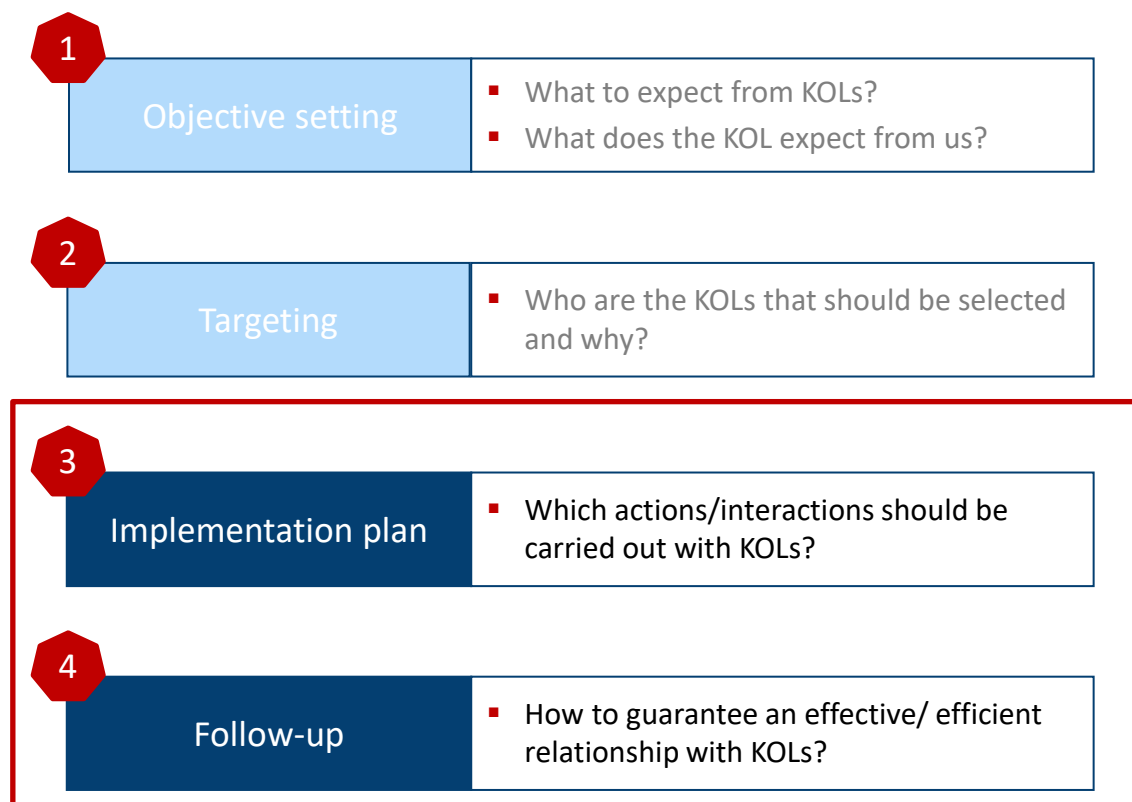 1
Objective setting
▪ What to expect from KOLs?
▪ What does the KOL expect from us?
2
Targeting
▪ Who are the KOLs that should be selected
and why?
3
Implementation plan
▪ Which actions/interactions should be
carried out with KOLs?
4
Follow-up
▪ How to guarantee an effective/ efficient
relationship with KOLs?